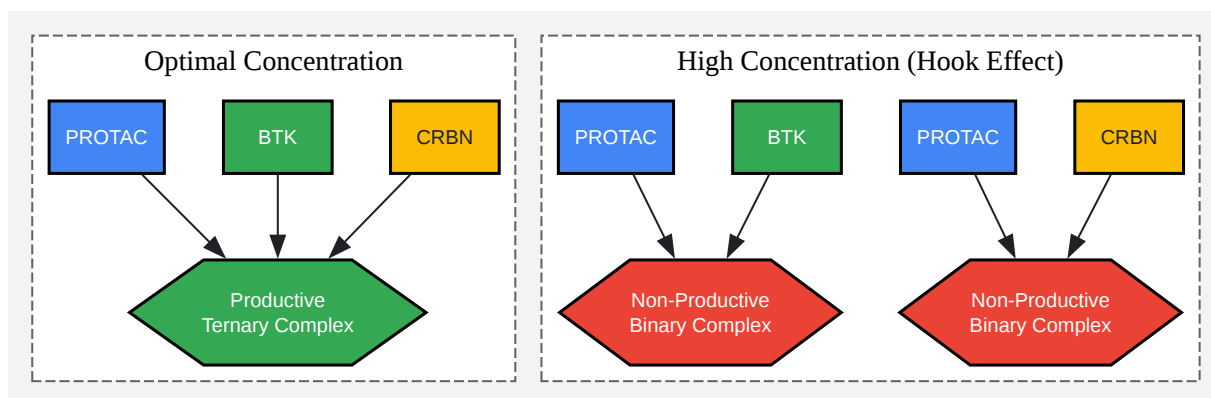 Optimal Concentration
PROTAC
BTK
CRBN
Productive
Ternary Complex
High Concentration (Hook Effect)
PROTAC
BTK
PROTAC
CRBN
Non-Productive
Binary Complex
Non-Productive
Binary Complex